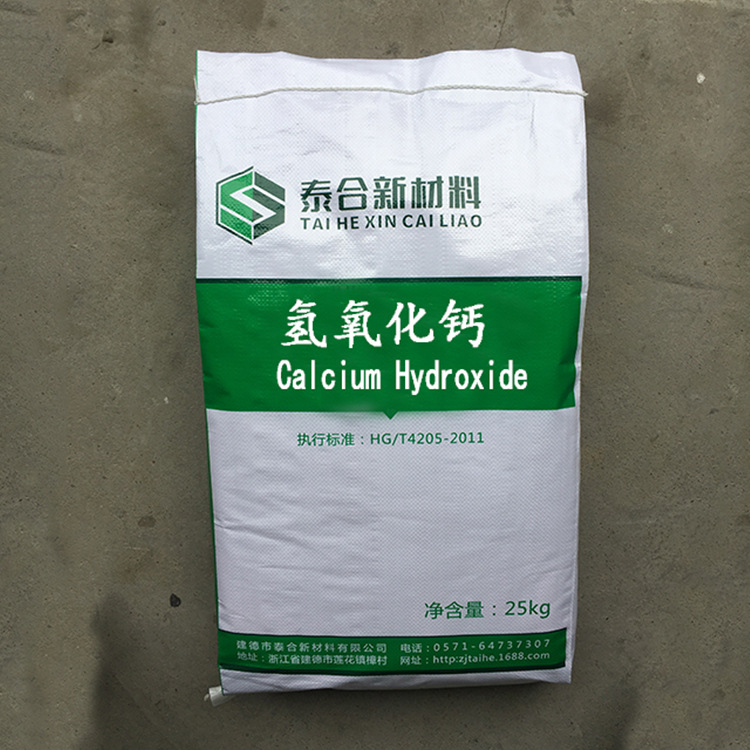 泰合新材料
TAI HE XIN CAI LIAO
氢氧化钙
Calcium Hydroxide
执行标准：HG/T4205-2011
净含量：25kg
建德市泰合新材料有限公司 电话：0571-64737307
地址：浙江省建德市莲花镇樟村 网址：http:zjtaihe.1688.com